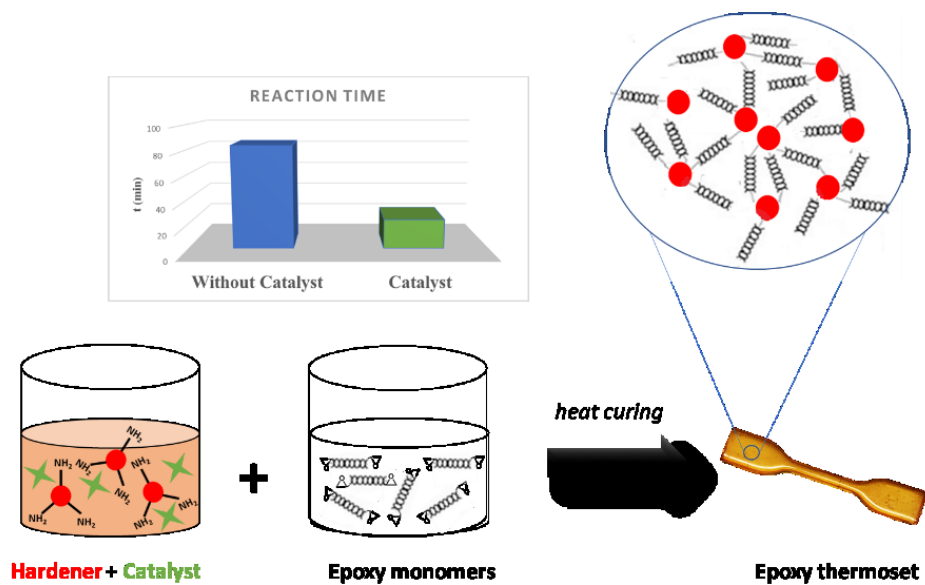 REACTION TIME
t (min)
100
80
60
40
20
0
Without Catalyst
Catalyst
NH₂
NH₂
NH₂
NH₂
NH₂
NH₂
NH₂
NH₂
NH₂
+
heat curing
Hardener + Catalyst
Epoxy monomers
Epoxy thermoset